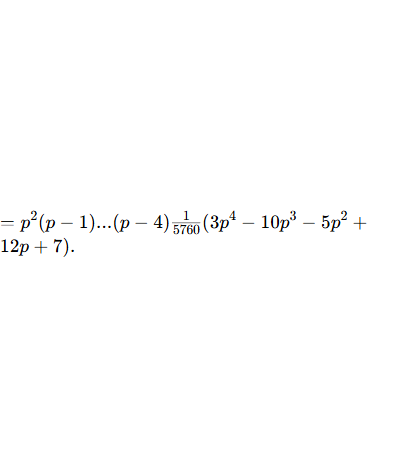 = p²(p − 1)...(p − 4) 1/5760 (3p⁴ − 10p³ − 5p² +
12p + 7).